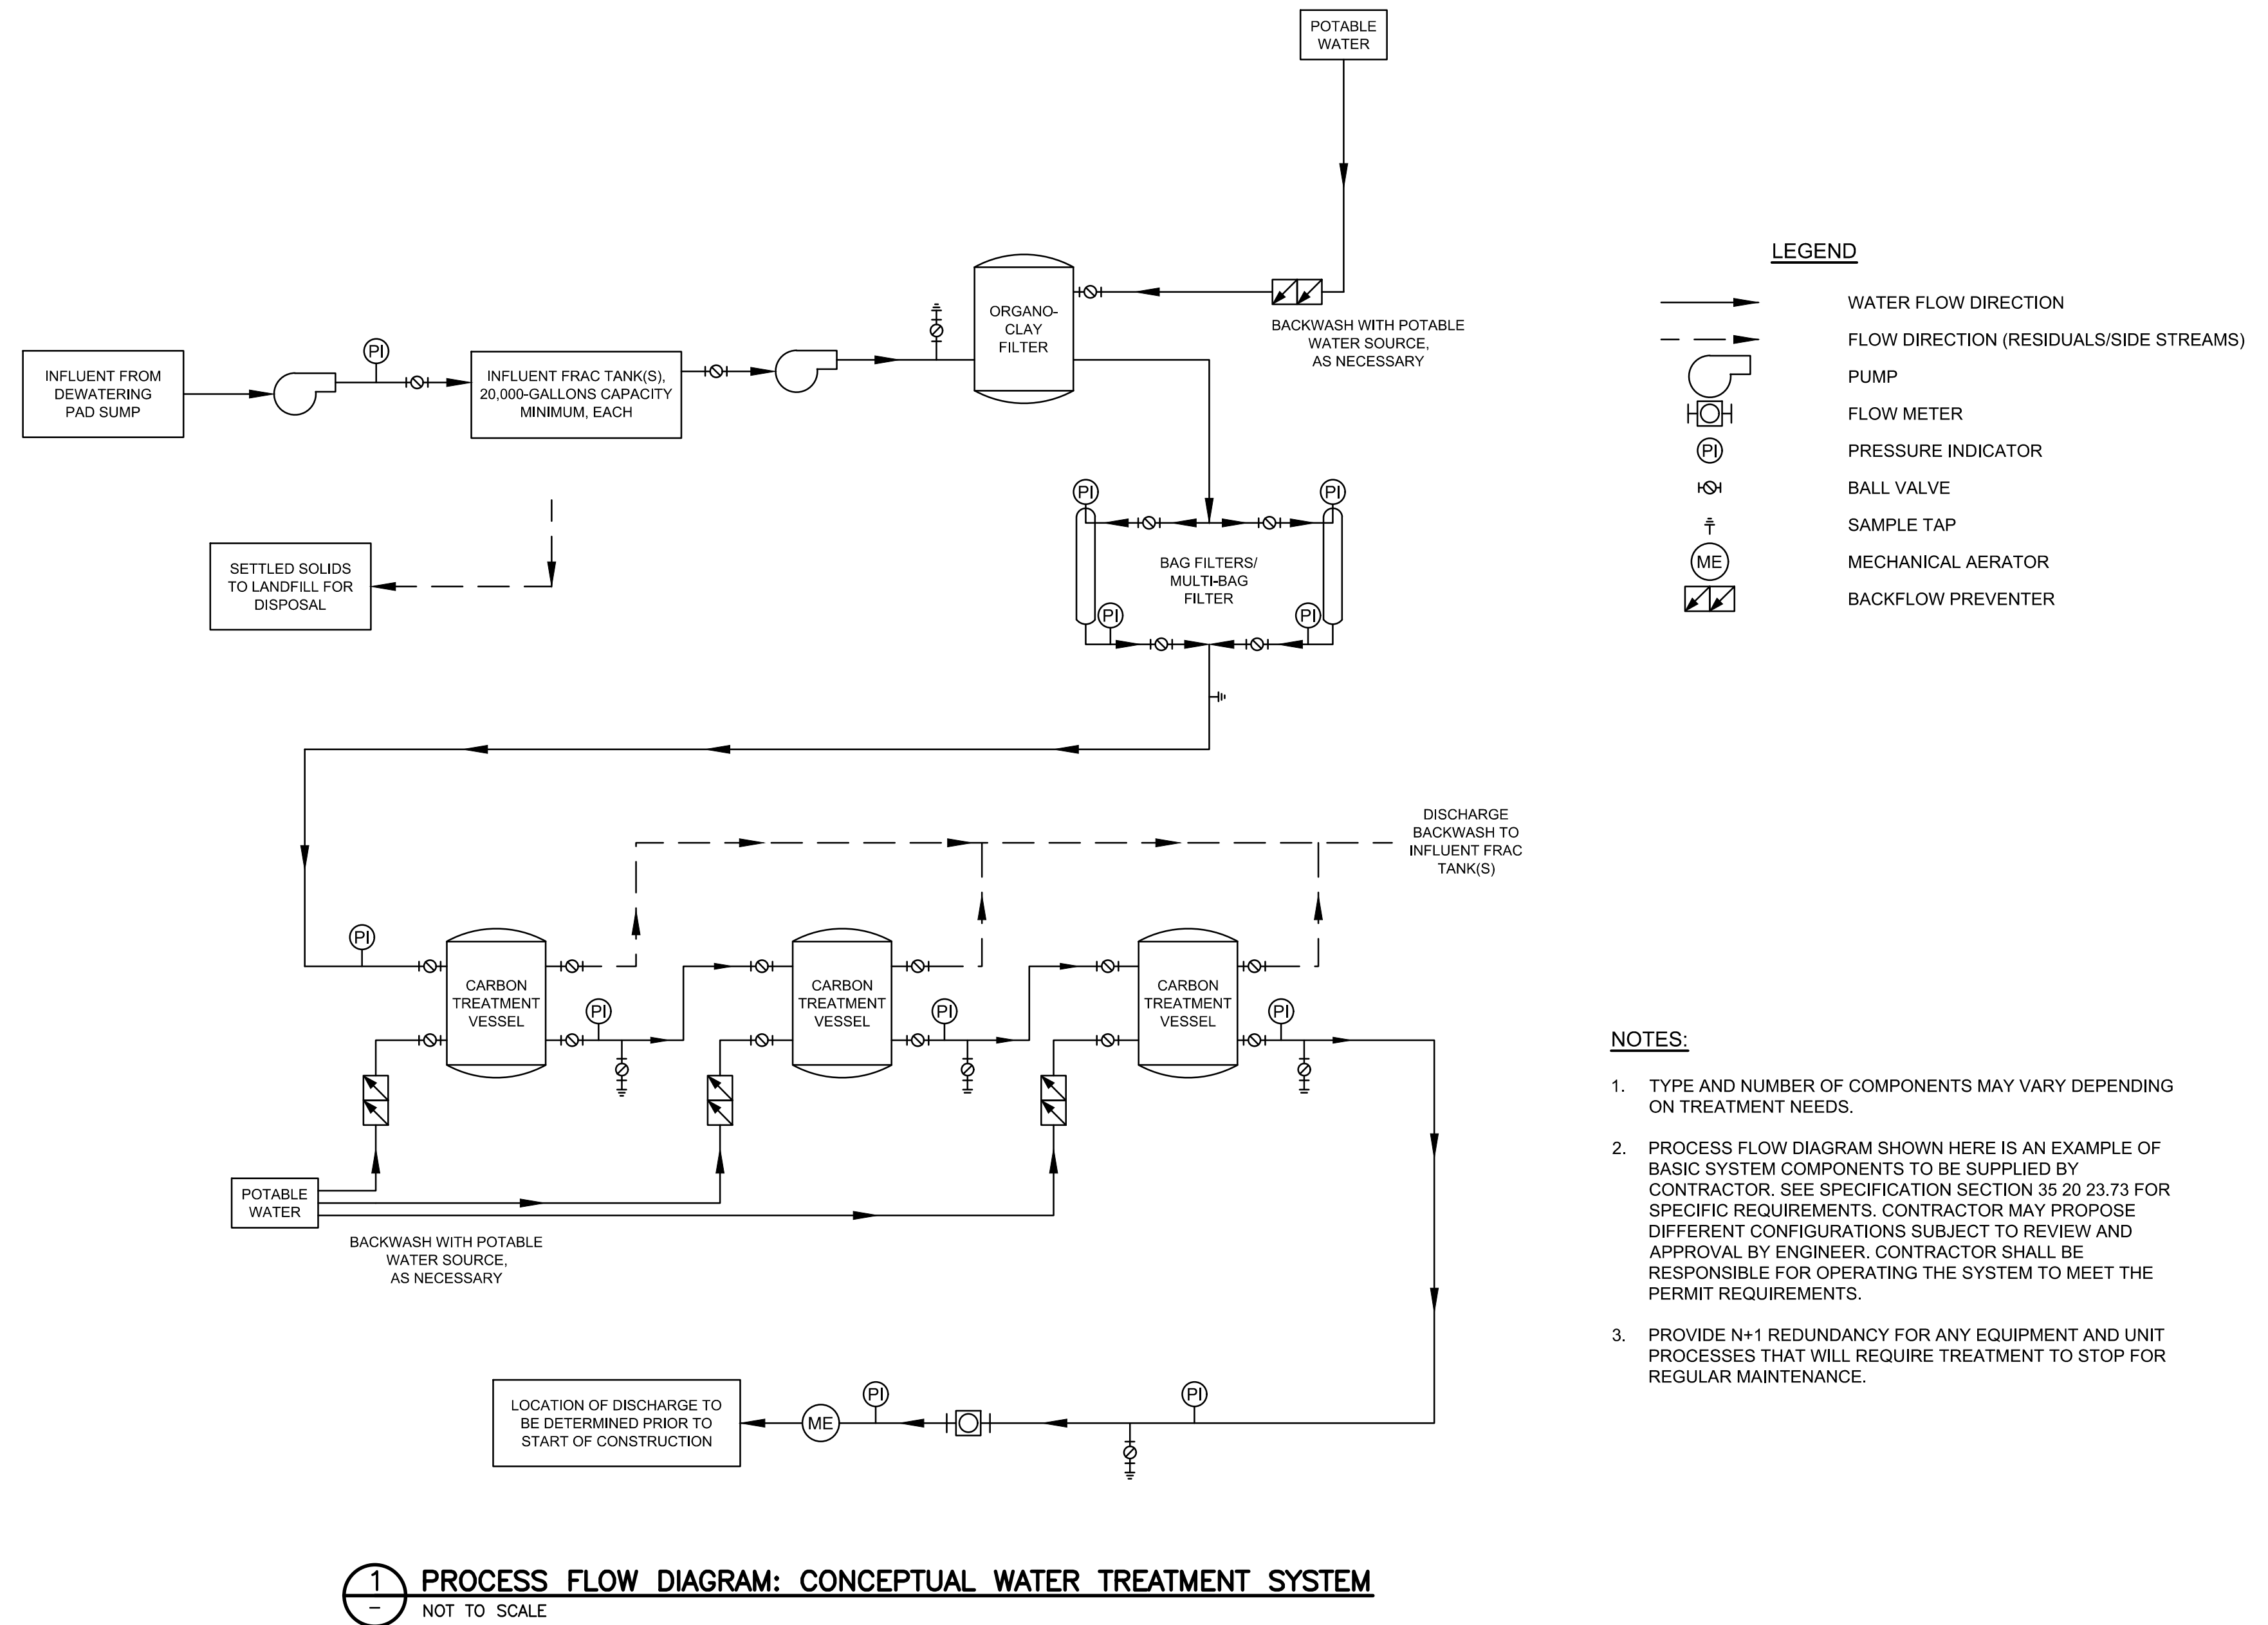 POTABLE
WATER
ORGANO-
CLAY
FILTER
BACKWASH WITH POTABLE
WATER SOURCE,
AS NECESSARY
INFLUENT FROM
DEWATERING
PAD SUMP
PI
INFLUENT FRAC TANK(S),
20,000-GALLONS CAPACITY
MINIMUM, EACH
PI
PI
BAG FILTERS/
MULTI-BAG
FILTER
PI
PI
SETTLED SOLIDS
TO LANDFILL FOR
DISPOSAL
LEGEND
WATER FLOW DIRECTION
FLOW DIRECTION (RESIDUALS/SIDE STREAMS)
PUMP
FLOW METER
PI
PRESSURE INDICATOR
BALL VALVE
SAMPLE TAP
ME
MECHANICAL AERATOR
BACKFLOW PREVENTER
DISCHARGE
BACKWASH TO
INFLUENT FRAC
TANK(S)
PI
CARBON
TREATMENT
VESSEL
PI
CARBON
TREATMENT
VESSEL
PI
CARBON
TREATMENT
VESSEL
PI
POTABLE
WATER
BACKWASH WITH POTABLE
WATER SOURCE,
AS NECESSARY
LOCATION OF DISCHARGE TO
BE DETERMINED PRIOR TO
START OF CONSTRUCTION
ME
PI
PI
NOTES:
1. TYPE AND NUMBER OF COMPONENTS MAY VARY DEPENDING
ON TREATMENT NEEDS.
2. PROCESS FLOW DIAGRAM SHOWN HERE IS AN EXAMPLE OF
BASIC SYSTEM COMPONENTS TO BE SUPPLIED BY
CONTRACTOR. SEE SPECIFICATION SECTION 35 20 23.73 FOR
SPECIFIC REQUIREMENTS. CONTRACTOR MAY PROPOSE
DIFFERENT CONFIGURATIONS SUBJECT TO REVIEW AND
APPROVAL BY ENGINEER. CONTRACTOR SHALL BE
RESPONSIBLE FOR OPERATING THE SYSTEM TO MEET THE
PERMIT REQUIREMENTS.
3. PROVIDE N+1 REDUNDANCY FOR ANY EQUIPMENT AND UNIT
PROCESSES THAT WILL REQUIRE TREATMENT TO STOP FOR
REGULAR MAINTENANCE.
1
–
PROCESS FLOW DIAGRAM: CONCEPTUAL WATER TREATMENT SYSTEM
NOT TO SCALE